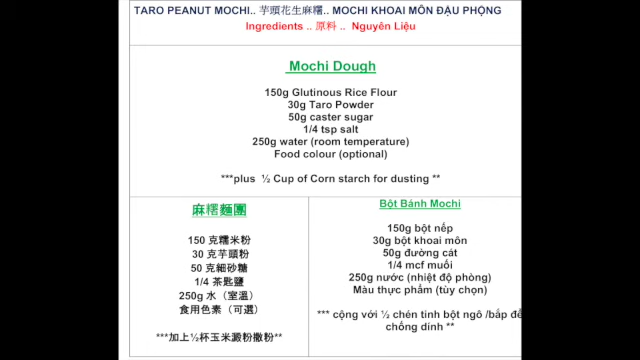 TARO PEANUT MOCHI.. 芋頭花生麻糬.. MOCHI KHOAI MÔN ĐẬU PHỘNG
Ingredients .. 原料 .. Nguyên Liệu
Mochi Dough
150g Glutinous Rice Flour
30g Taro Powder
50g caster sugar
1/4 tsp salt
250g water (room temperature)
Food colour (optional)
***plus ½ Cup of Corn starch for dusting **
麻糬麵團
150 克糯米粉
30 克芋頭粉
50 克細砂糖
1/4 茶匙鹽
250g 水（室溫）
食用色素（可選）
***加上½杯玉米澱粉撒粉**
Bột Bánh Mochi
150g bột nếp
30g bột khoai môn
50g đường cát
1/4 mcf muối
250g nước (nhiệt độ phòng)
Màu thực phẩm (tùy chọn)
*** cộng với ½ chén tinh bột ngô /bắp để
chống dính **